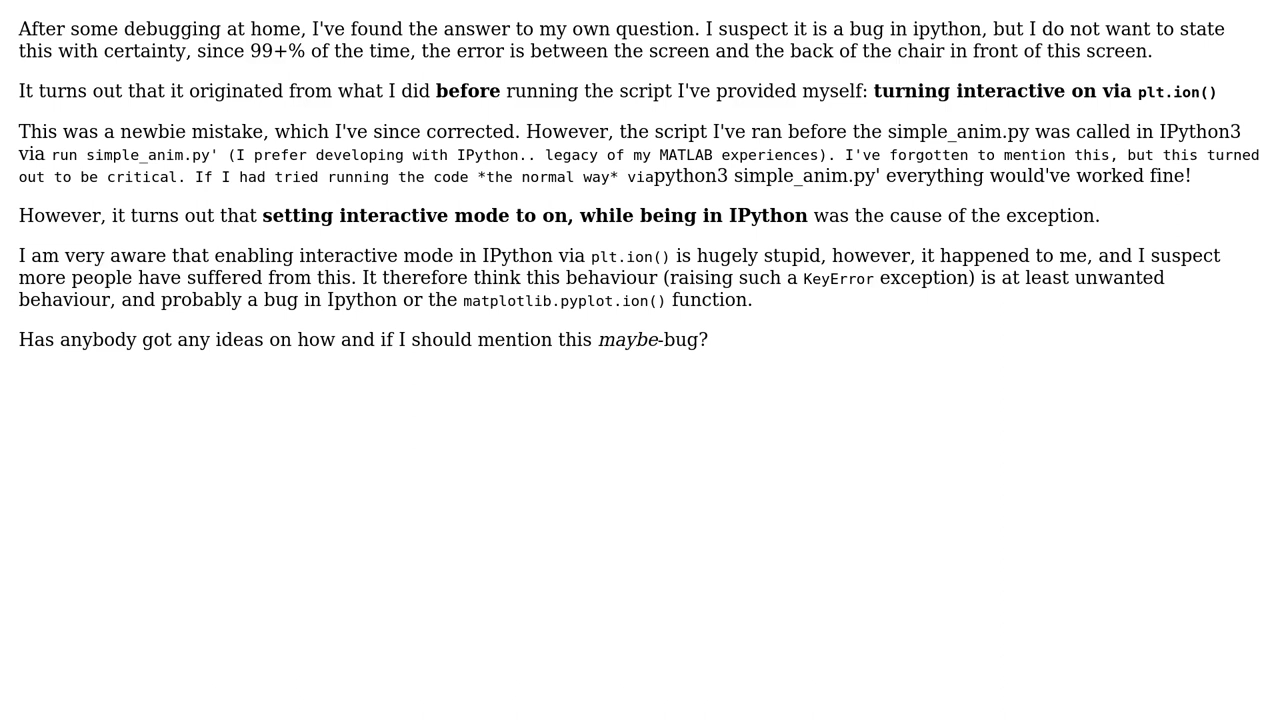 After some debugging at home, I've found the answer to my own question. I suspect it is a bug in ipython, but I do not want to state
this with certainty, since 99+% of the time, the error is between the screen and the back of the chair in front of this screen.
It turns out that it originated from what I did before running the script I've provided myself: turning interactive on via plt.ion()
This was a newbie mistake, which I've since corrected. However, the script I've ran before the simple_anim.py was called in IPython3
via run simple_anim.py' (I prefer developing with IPython.. legacy of my MATLAB experiences). I've forgotten to mention this, but this turned
out to be critical. If I had tried running the code *the normal way* viapython3 simple_anim.py' everything would've worked fine!
However, it turns out that setting interactive mode to on, while being in IPython was the cause of the exception.
I am very aware that enabling interactive mode in IPython via plt.ion() is hugely stupid, however, it happened to me, and I suspect
more people have suffered from this. It therefore think this behaviour (raising such a KeyError exception) is at least unwanted
behaviour, and probably a bug in Ipython or the matplotlib.pyplot.ion() function.
Has anybody got any ideas on how and if I should mention this maybe-bug?